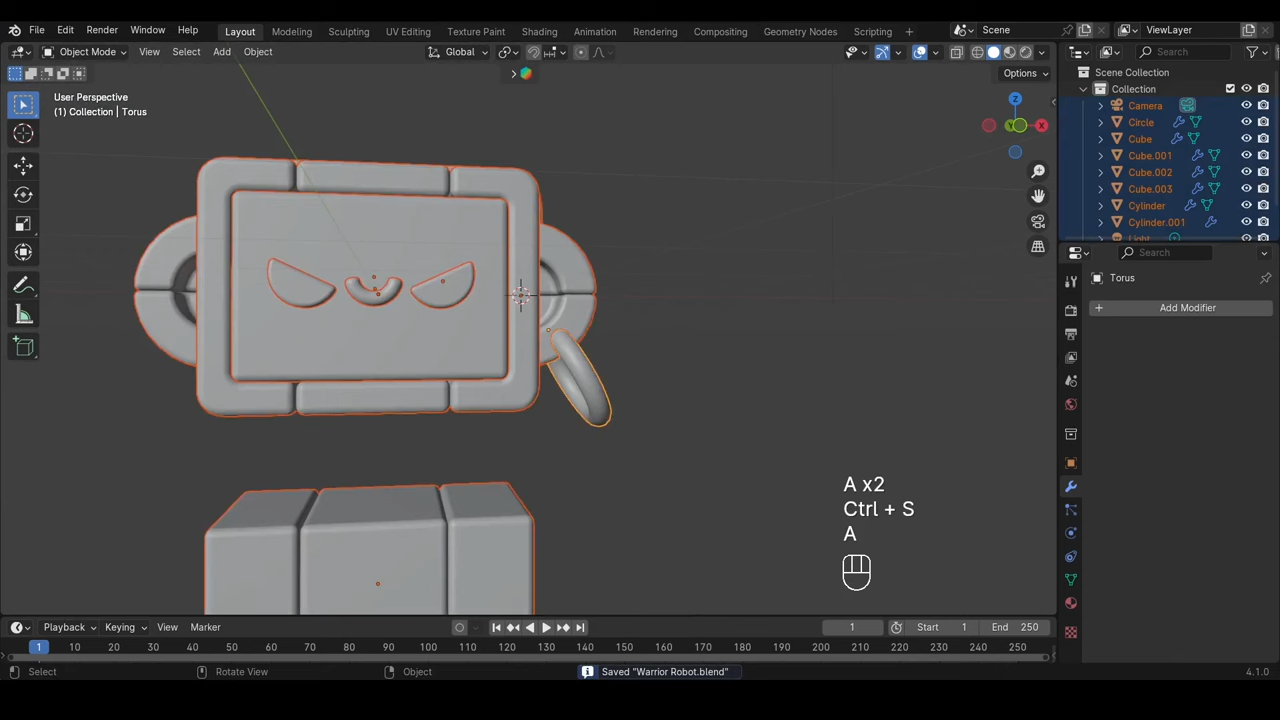 File Edit Render Window Help Layout Modeling Sculpting UV Editing Texture Paint Shading Animation Rendering Compositing Geometry Nodes Scripting + Scene ViewLayer
Object Mode View Select Add Object Global Search
Options
User Perspective
(1) Collection | Torus
Z
Y
X
Scene Collection
Collection
Camera
Circle
Cube
Cube.001
Cube.002
Cube.003
Cylinder
Cylinder.001
Light
Search
Torus
+ Add Modifier
A x2
Ctrl + S
A
Playback Keying View Marker 1 Start 1 End 250
1 10 20 30 40 50 60 70 80 90 100 110 120 130 140 150 160 170 180 190 200 210 220 230 240 250
Select Rotate View Object Saved "Warrior Robot.blend" 4.1.0